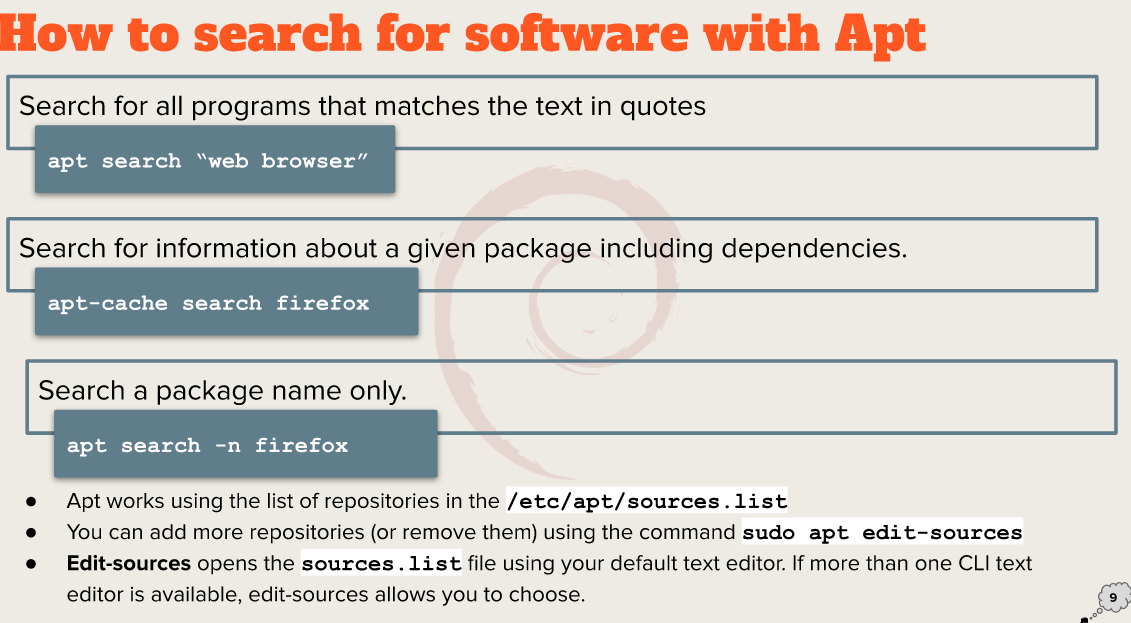 How to search for software with Apt
Search for all programs that matches the text in quotes
apt search “web browser”
Search for information about a given package including dependencies.
apt-cache search firefox
Search a package name only.
apt search -n firefox
● Apt works using the list of repositories in the /etc/apt/sources.list
● You can add more repositories (or remove them) using the command sudo apt edit-sources
● Edit-sources opens the sources.list file using your default text editor. If more than one CLI text
editor is available, edit-sources allows you to choose.
9